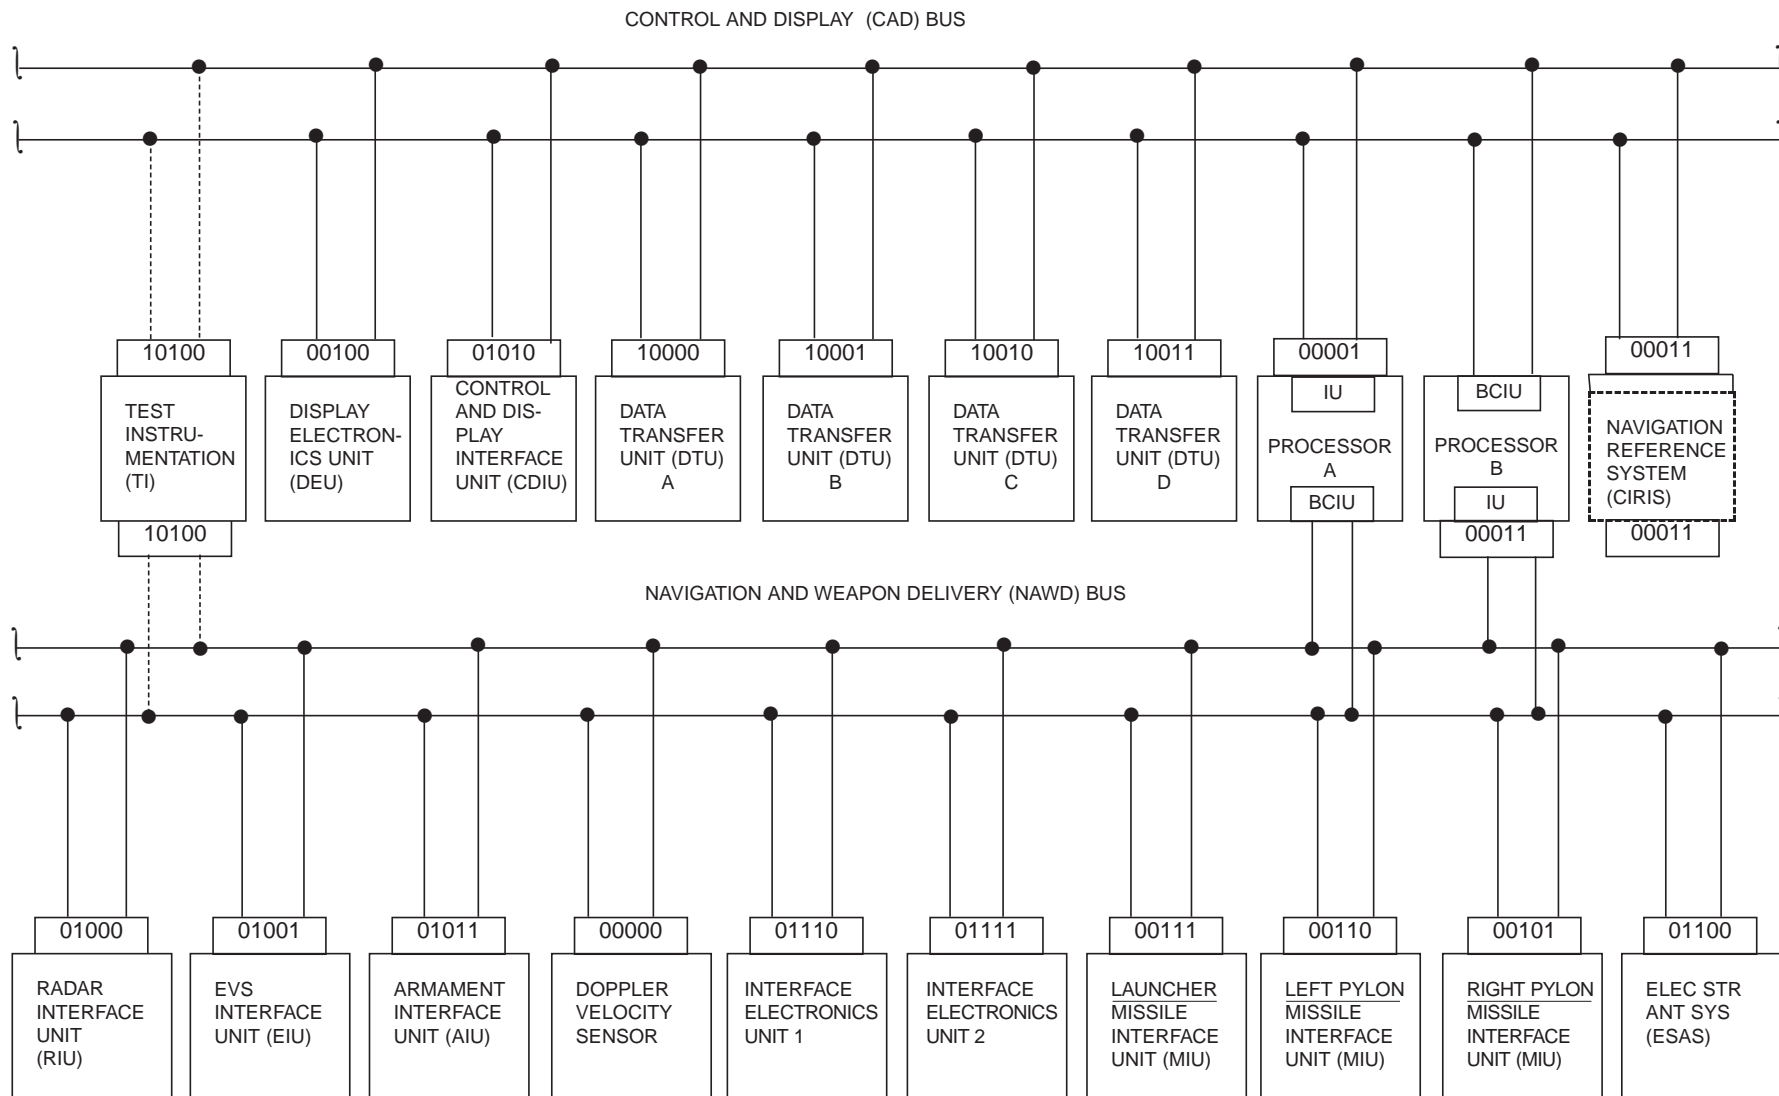 CONTROL AND DISPLAY (CAD) BUS
10100
00100
01010
10000
10001
10010
10011
00001
00011
TEST
INSTRU-
MENTATION
(TI)
DISPLAY
ELECTRON-
ICS UNIT
(DEU)
CONTROL
AND DIS-
PLAY
INTERFACE
UNIT (CDIU)
DATA
TRANSFER
UNIT (DTU)
A
DATA
TRANSFER
UNIT (DTU)
B
DATA
TRANSFER
UNIT (DTU)
C
DATA
TRANSFER
UNIT (DTU)
D
IU
PROCESSOR
A
BCIU
BCIU
PROCESSOR
B
IU
NAVIGATION
REFERENCE
SYSTEM
(CIRIS)
10100
00011
00011
NAVIGATION AND WEAPON DELIVERY (NAWD) BUS
01000
01001
01011
00000
01110
01111
00111
00110
00101
01100
RADAR
INTERFACE
UNIT
(RIU)
EVS
INTERFACE
UNIT (EIU)
ARMAMENT
INTERFACE
UNIT (AIU)
DOPPLER
VELOCITY
SENSOR
INTERFACE
ELECTRONICS
UNIT 1
INTERFACE
ELECTRONICS
UNIT 2
LAUNCHER
MISSILE
INTERFACE
UNIT (MIU)
LEFT PYLON
MISSILE
INTERFACE
UNIT (MIU)
RIGHT PYLON
MISSILE
INTERFACE
UNIT (MIU)
ELEC STR
ANT SYS
(ESAS)